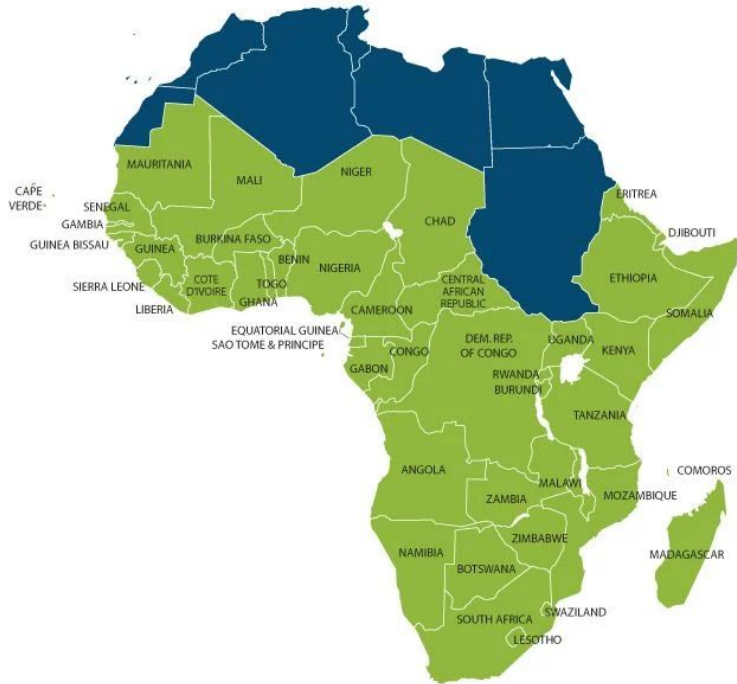 MAURITANIA
MALI
NIGER
CHAD
ERITREA
CAPE
VERDE
SENEGAL
GAMBIA
GUINEA BISSAU
GUINEA
BURKINA FASO
BENIN
NIGERIA
DJIBOUTI
SIERRA LEONE
COTE
D'IVOIRE
TOGO
GHANA
LIBERIA
CENTRAL
AFRICAN
REPUBLIC
ETHIOPIA
SOMALIA
CAMEROON
EQUATORIAL GUINEA
SAO TOME & PRINCIPE
GABON
CONGO
DEM. REP.
OF CONGO
UGANDA
KENYA
RWANDA
BURUNDI
TANZANIA
ANGOLA
ZAMBIA
MALAWI
COMOROS
MOZAMBIQUE
NAMIBIA
BOTSWANA
ZIMBABWE
MADAGASCAR
SOUTH AFRICA
SWAZILAND
LESOTHO